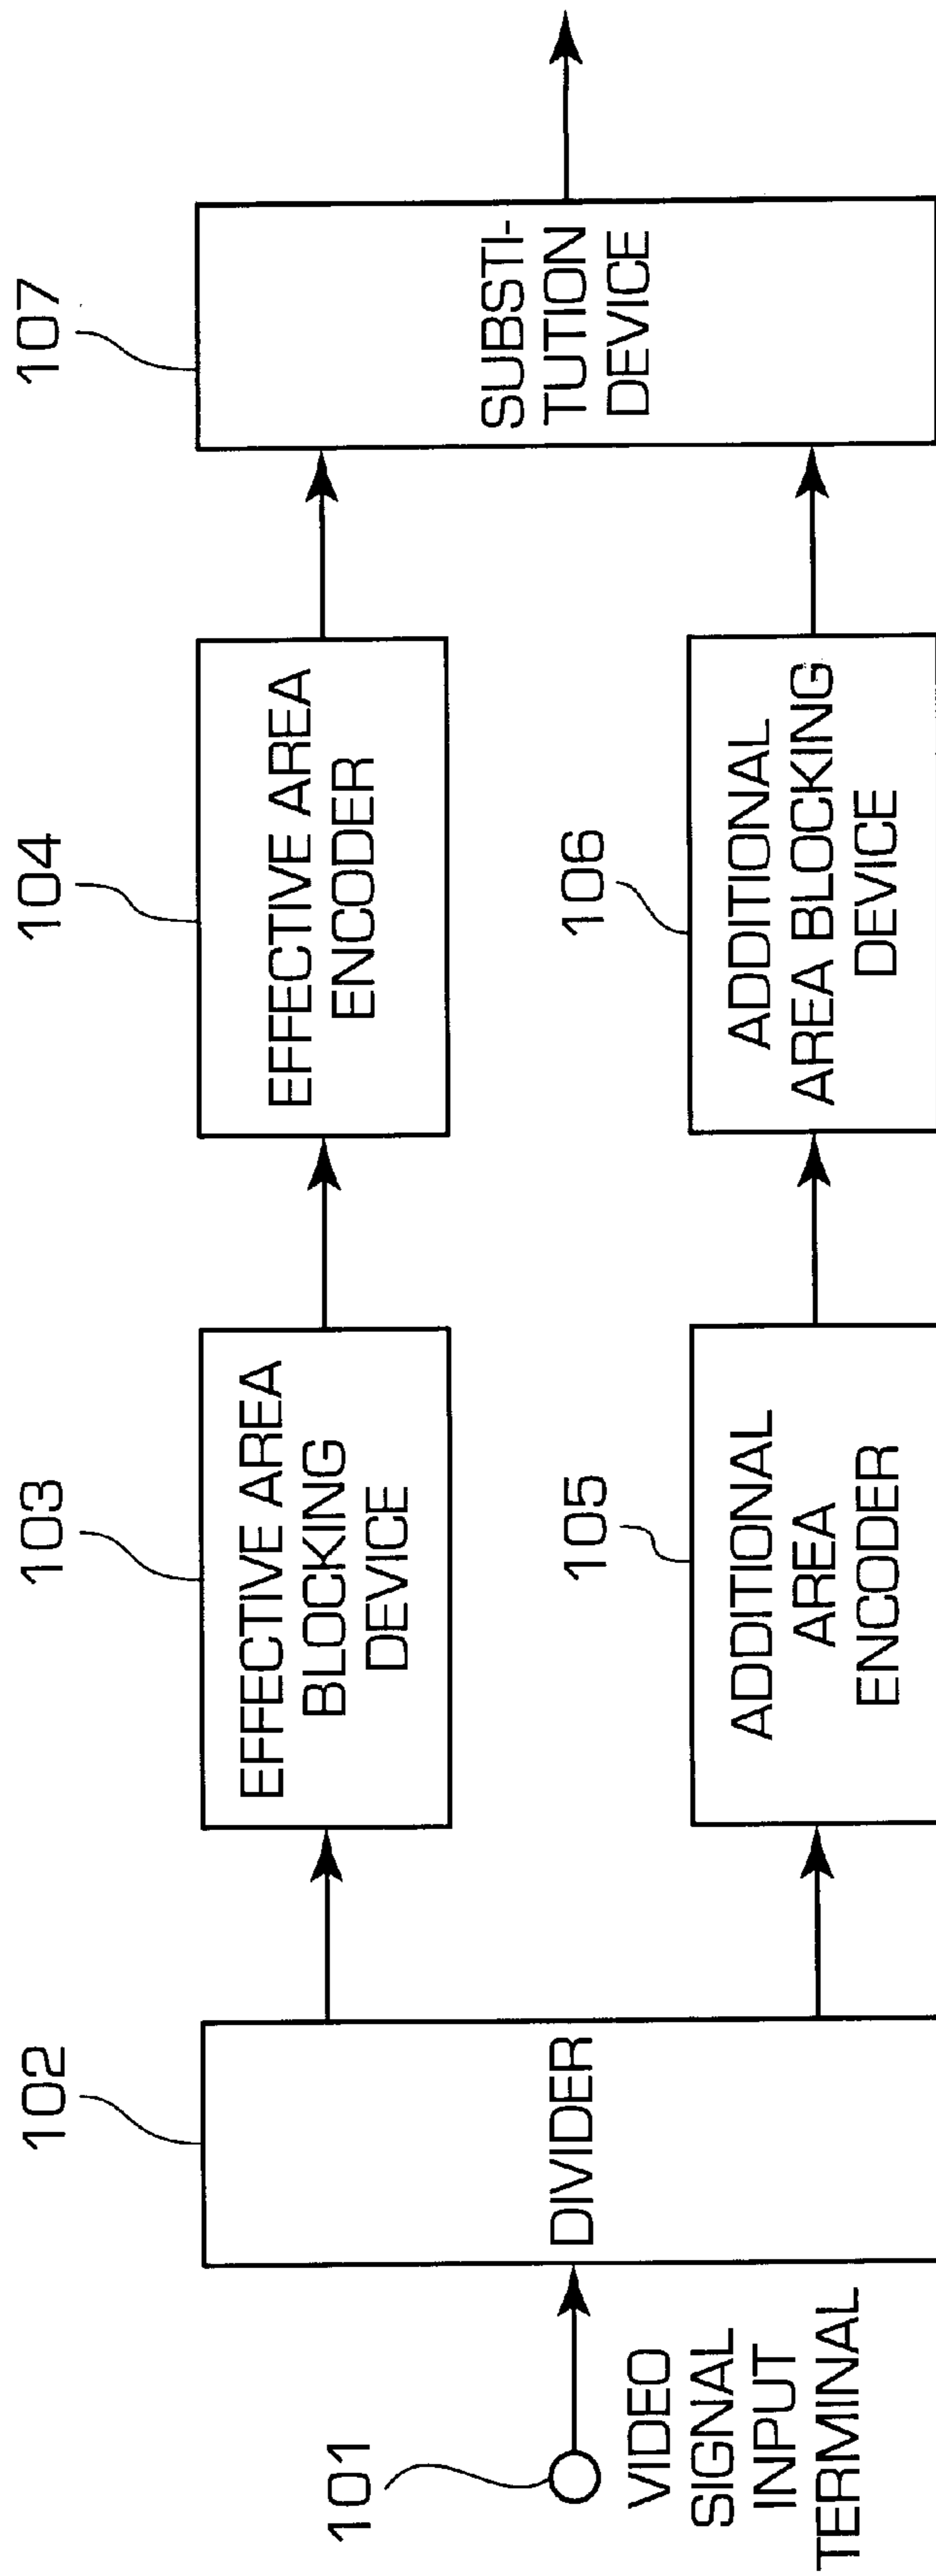 101
VIDEO
SIGNAL
INPUT
TERMINAL
102
DIVIDER
103
EFFECTIVE AREA
BLOCKING
DEVICE
104
EFFECTIVE AREA
ENCODER
105
ADDITIONAL
AREA
ENCODER
106
ADDITIONAL
AREA BLOCKING
DEVICE
107
SUBSTI-
TUTION
DEVICE